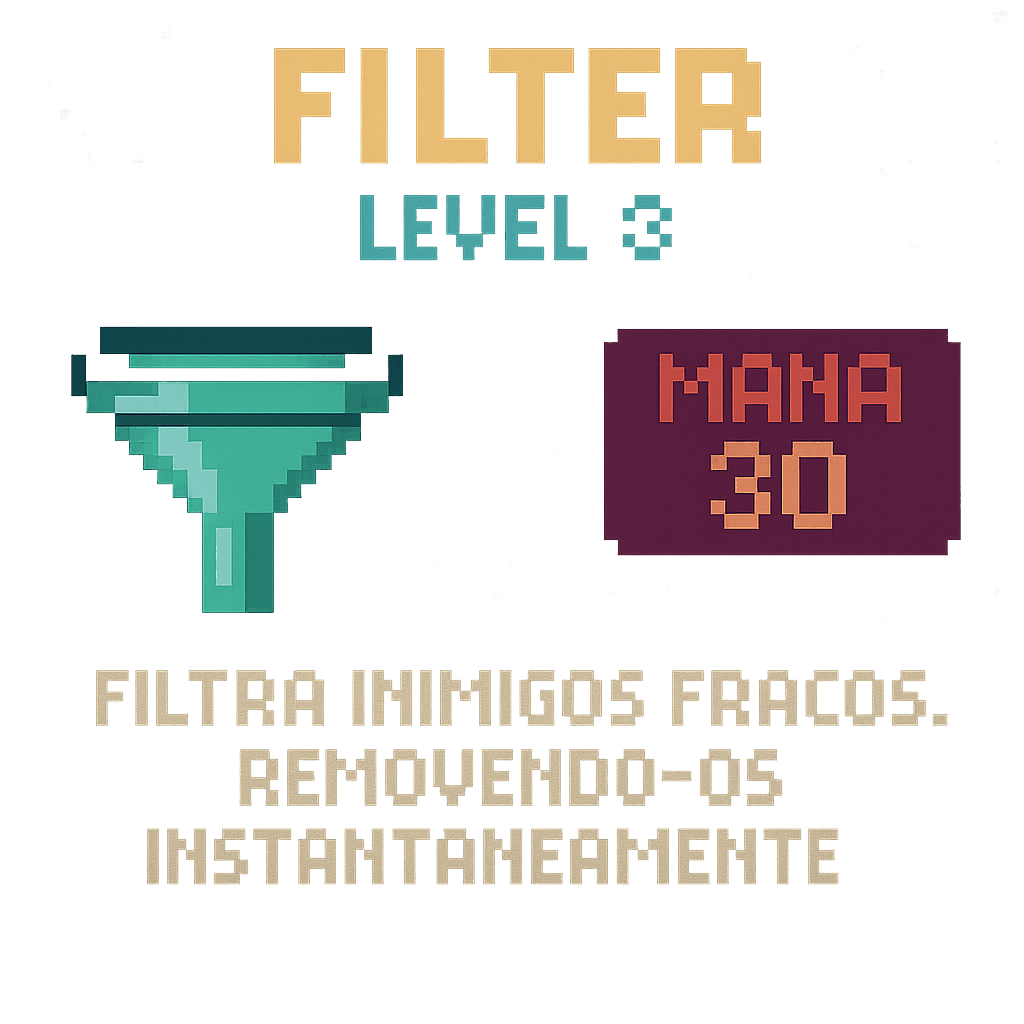 FILTER
LEVEL 3
MANA
30
FILTRA INIMIGOS FRACOS.
REMOVENDO-OS
INSTANTANEAMENTE